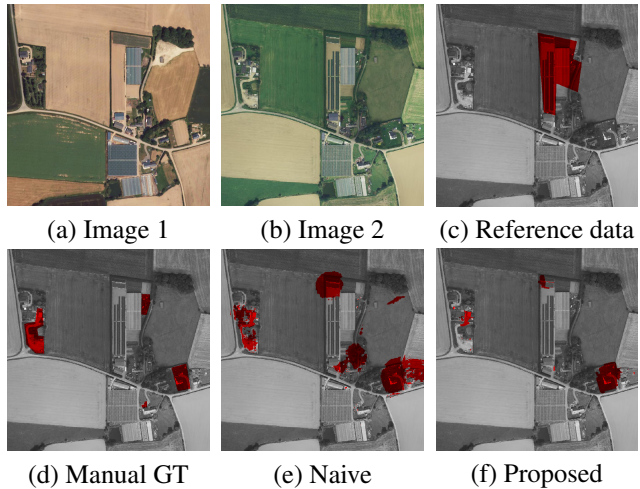 (a) Image 1
(b) Image 2
(c) Reference data
(d) Manual GT
(e) Naive
(f) Proposed